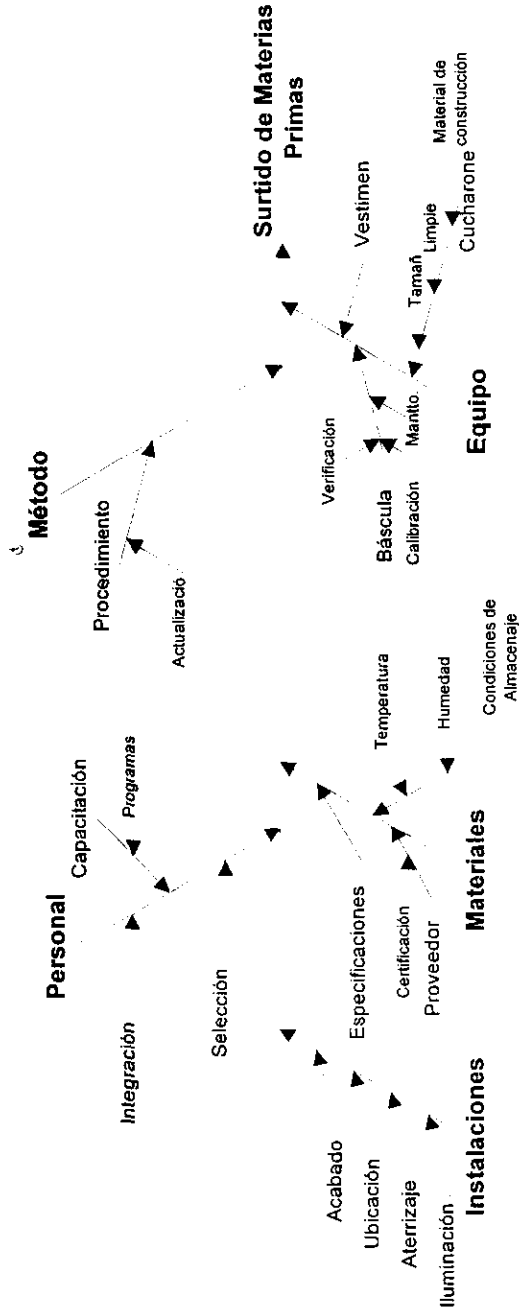 Personal
Método
Capacitación
Programas
Integración
Selección
Procedimiento
Actualizació
Surtido de Materias
Primas
Acabado
Ubicación
Aterrizaje
Iluminación
Instalaciones
Especificaciones
Certificación
Proveedor
Materiales
Temperatura
Humedad
Condiciones de
Almacenaje
Verificación
Báscula
Calibración
Mantto.
Equipo
Vestimen
Tamañ
Limpie
Material de
construcción
Cucharone